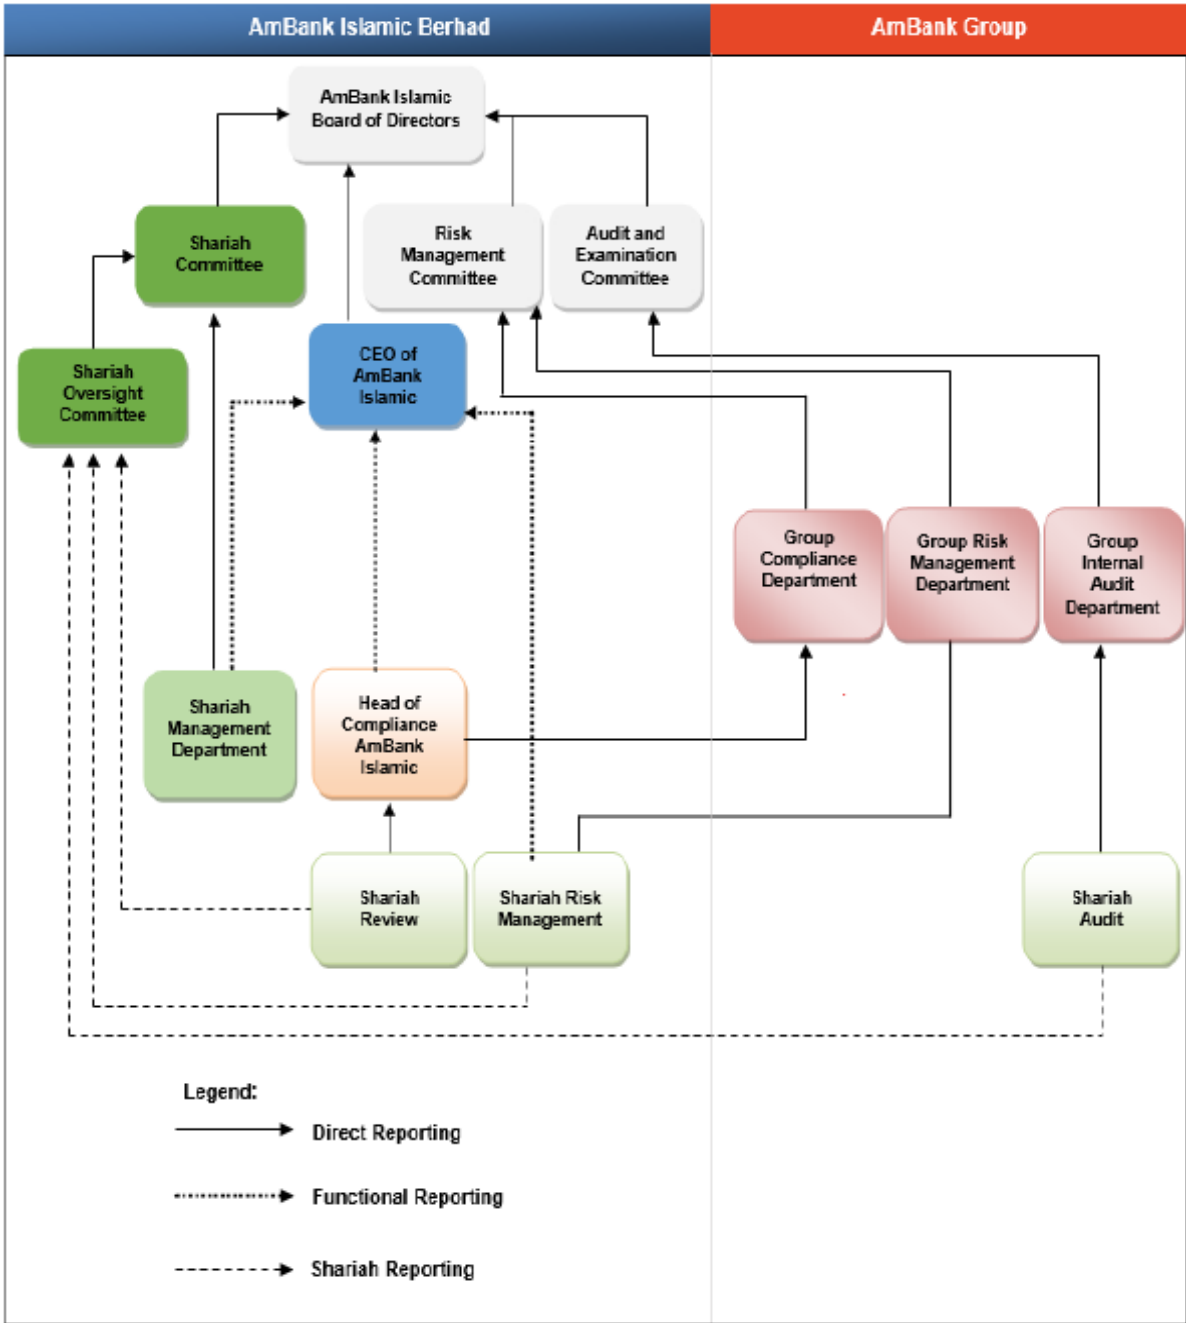 AmBank Islamic Berhad
AmBank Group
AmBank Islamic
Board of Directors
Shariah
Committee
Risk
Management
Committee
Audit and
Examination
Committee
Shariah
Oversight
Committee
CEO of
AmBank
Islamic
Group
Compliance
Department
Group Risk
Management
Department
Group
Internal
Audit
Department
Shariah
Management
Department
Head of
Compliance
AmBank
Islamic
Shariah
Review
Shariah Risk
Management
Shariah
Audit
Legend:
Direct Reporting
Functional Reporting
Shariah Reporting